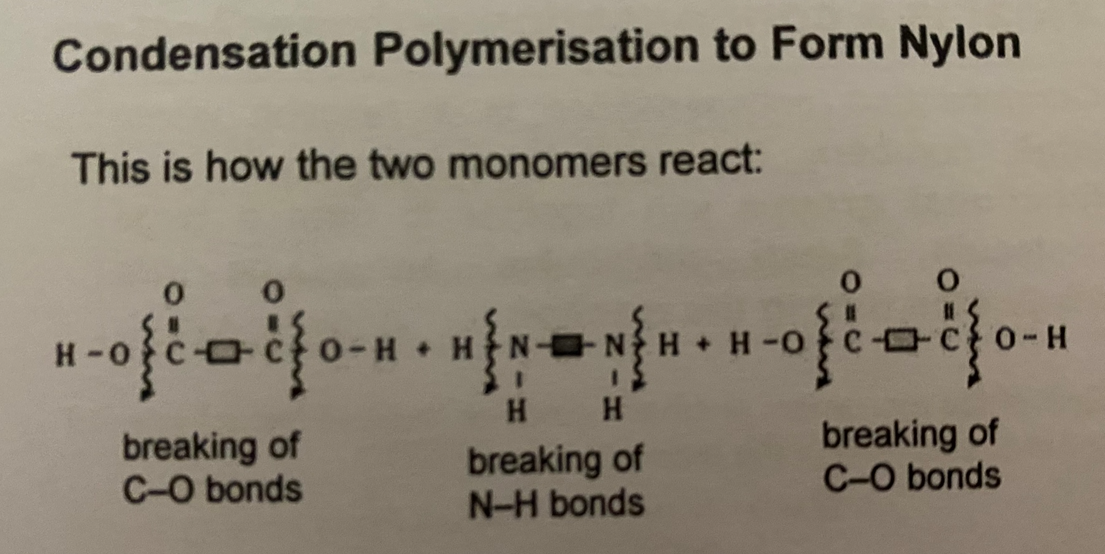 Condensation Polymerisation to Form Nylon
This is how the two monomers react:
O O O O
H-O C C O-H + H N N H + H-O C C O-H
H H
breaking of breaking of breaking of
C–O bonds N–H bonds C–O bonds